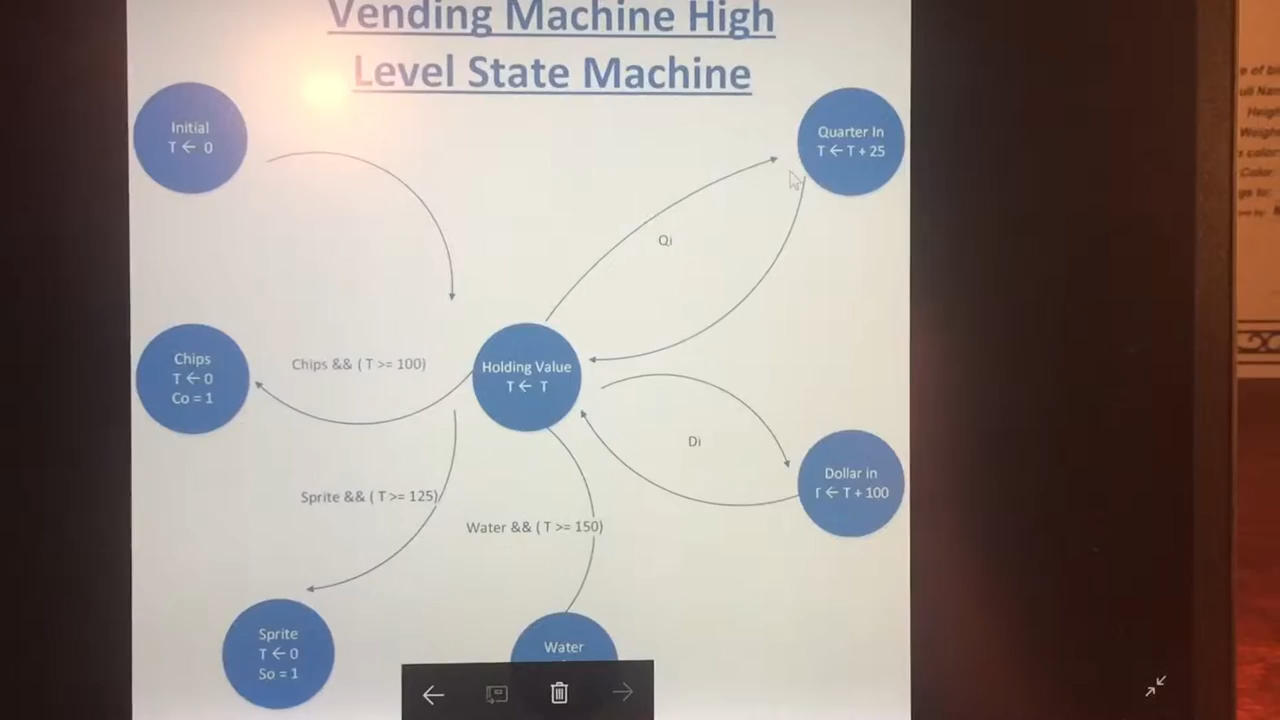 Vending Machine High
Level State Machine
Initial
T ← 0
Quarter In
T ← T + 25
Qi
Chips && ( T >= 100)
Chips
T ← 0
Co = 1
Holding Value
T ← T
Di
Dollar in
T ← T + 100
Sprite && ( T >= 125)
Water && ( T >= 150)
Sprite
T ← 0
So = 1
Water